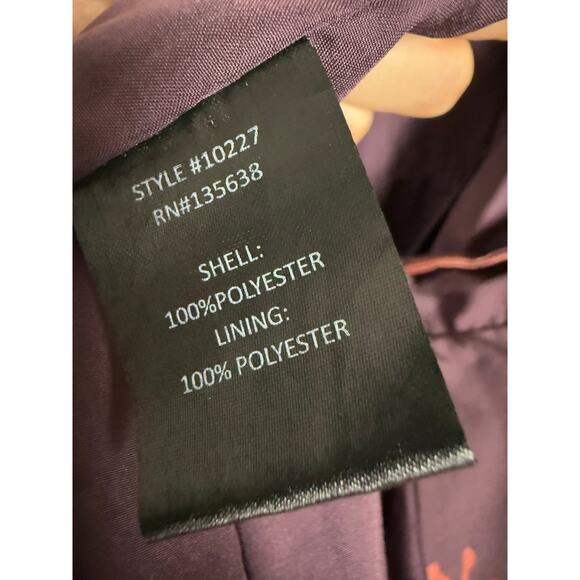 STYLE #10227
RN#135638
SHELL:
100%POLYESTER
LINING:
100% POLYESTER